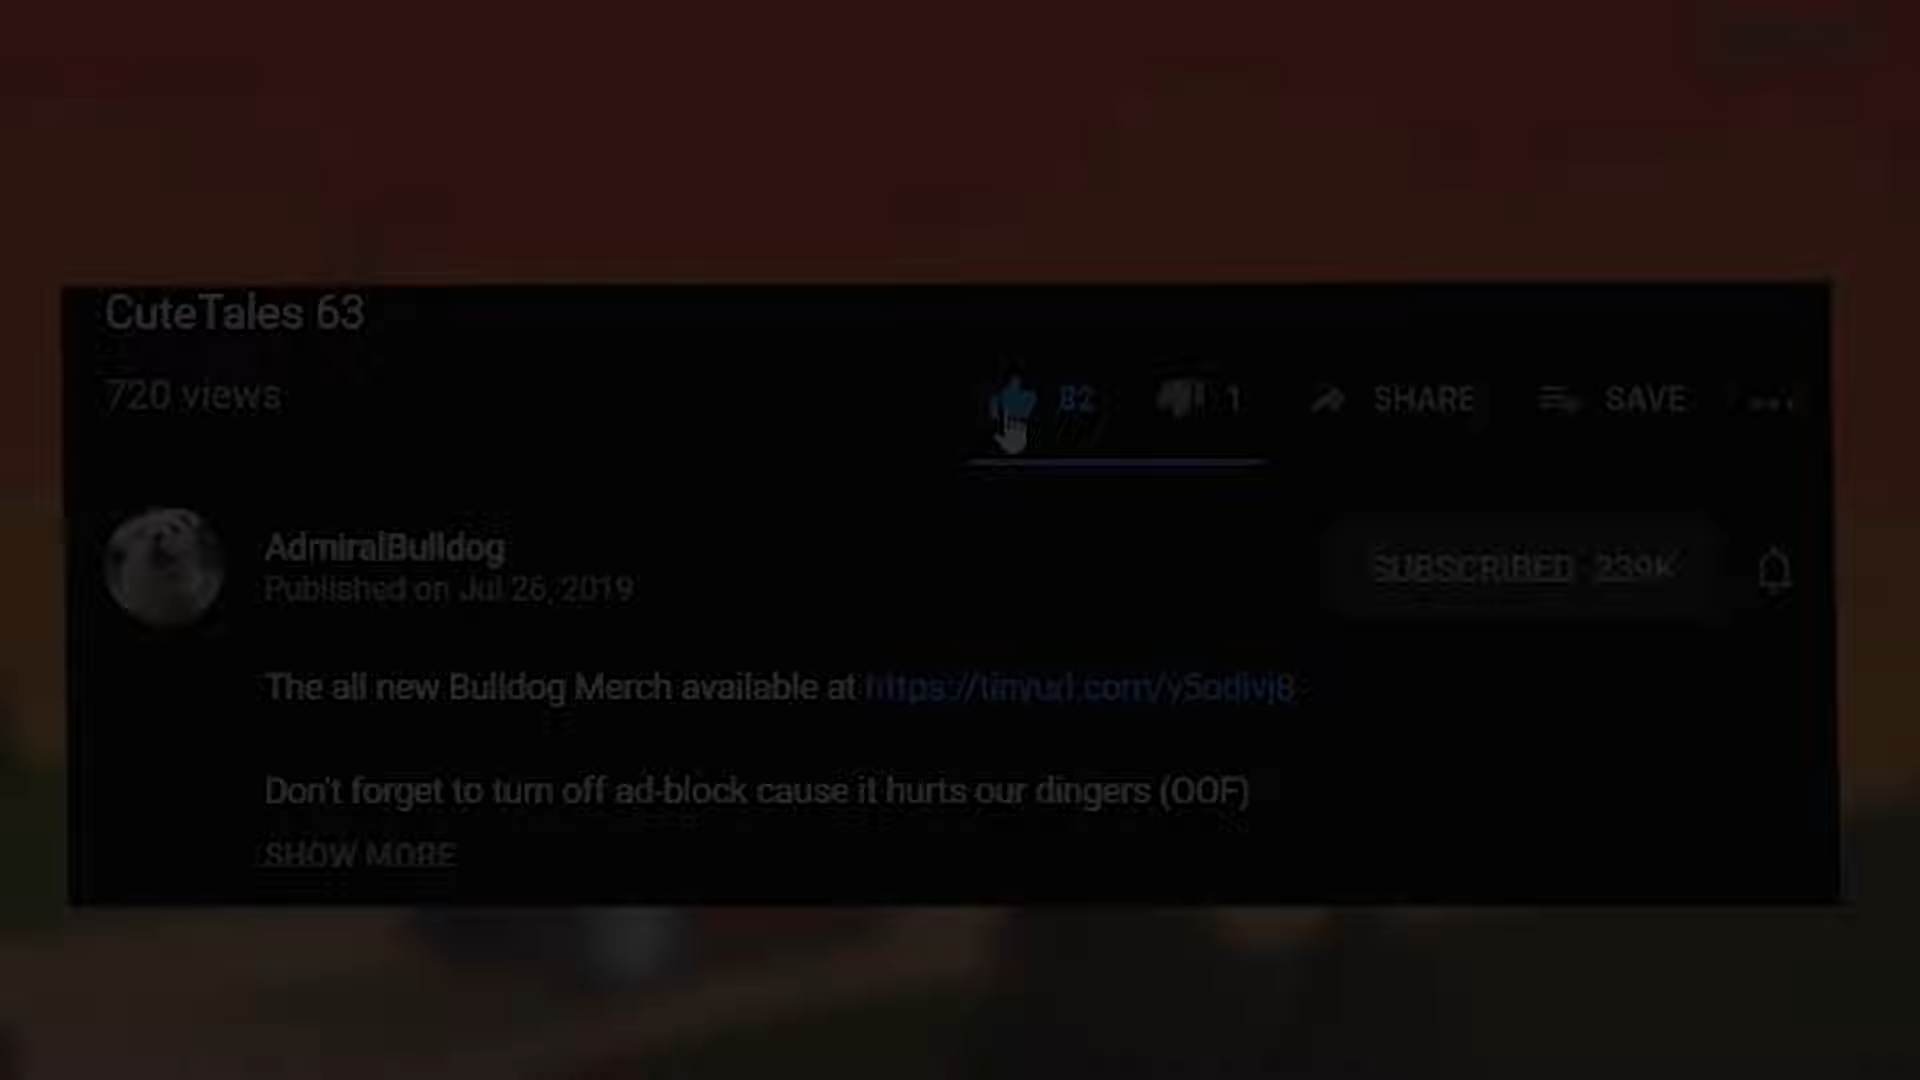 CuteTales 63
720 views
82 1 SHARE SAVE
AdmiralBulldog
SUBSCRIBED 239K
Published on Jul 26, 2019
The all new Bulldog Merch available at
Don't forget to turn off ad-block cause it hurts our dingers (OOF)
SHOW MORE